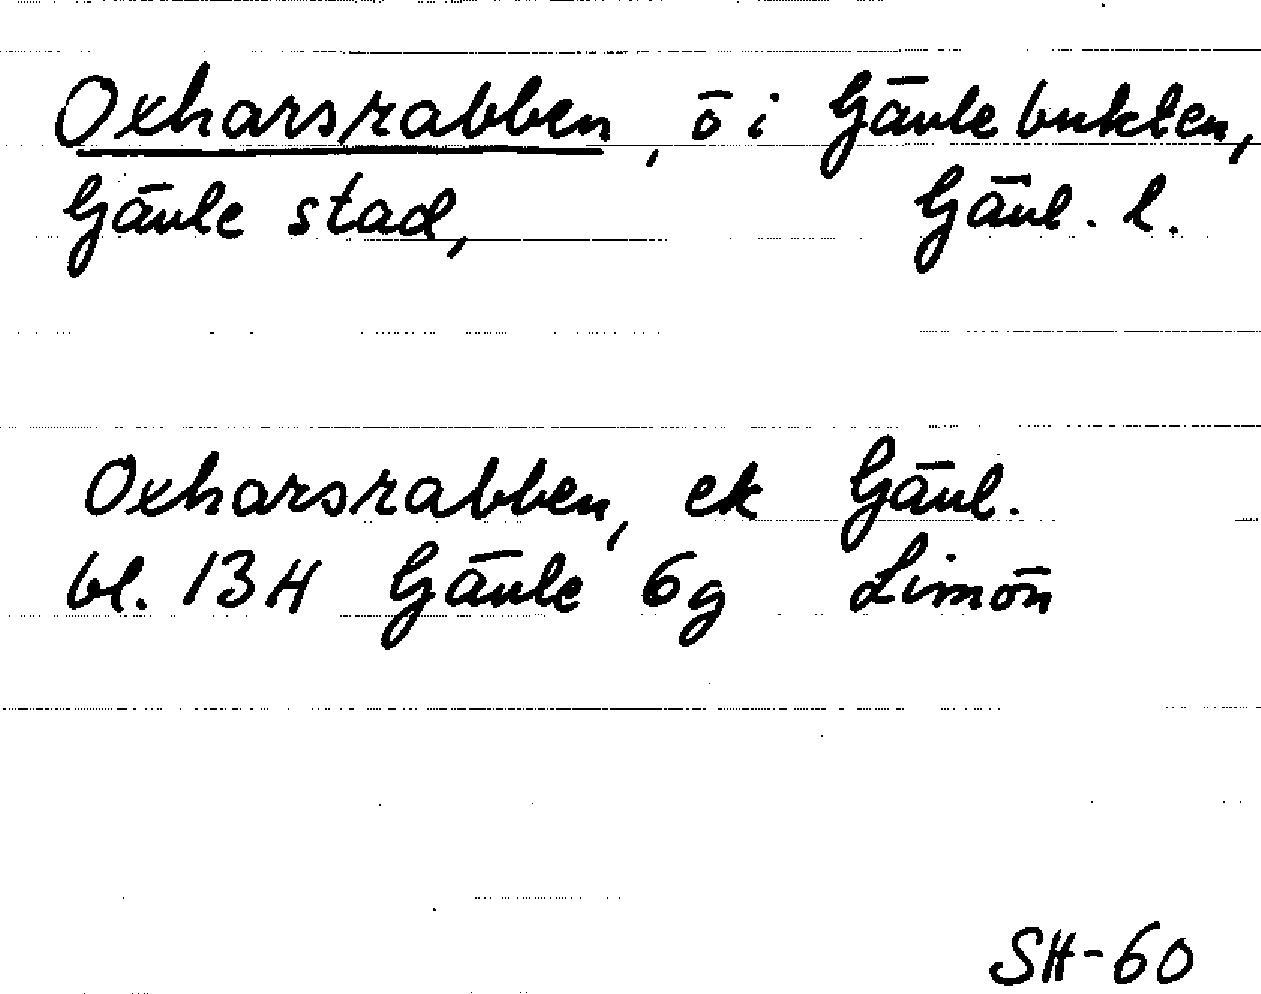 Oxharsrabben, ö i Gävlebukten,
Gävle stad, Gävl. l.
Oxharsrabben, ek Gävl.
bl. 13H Gävle 6g Limön
SH-60